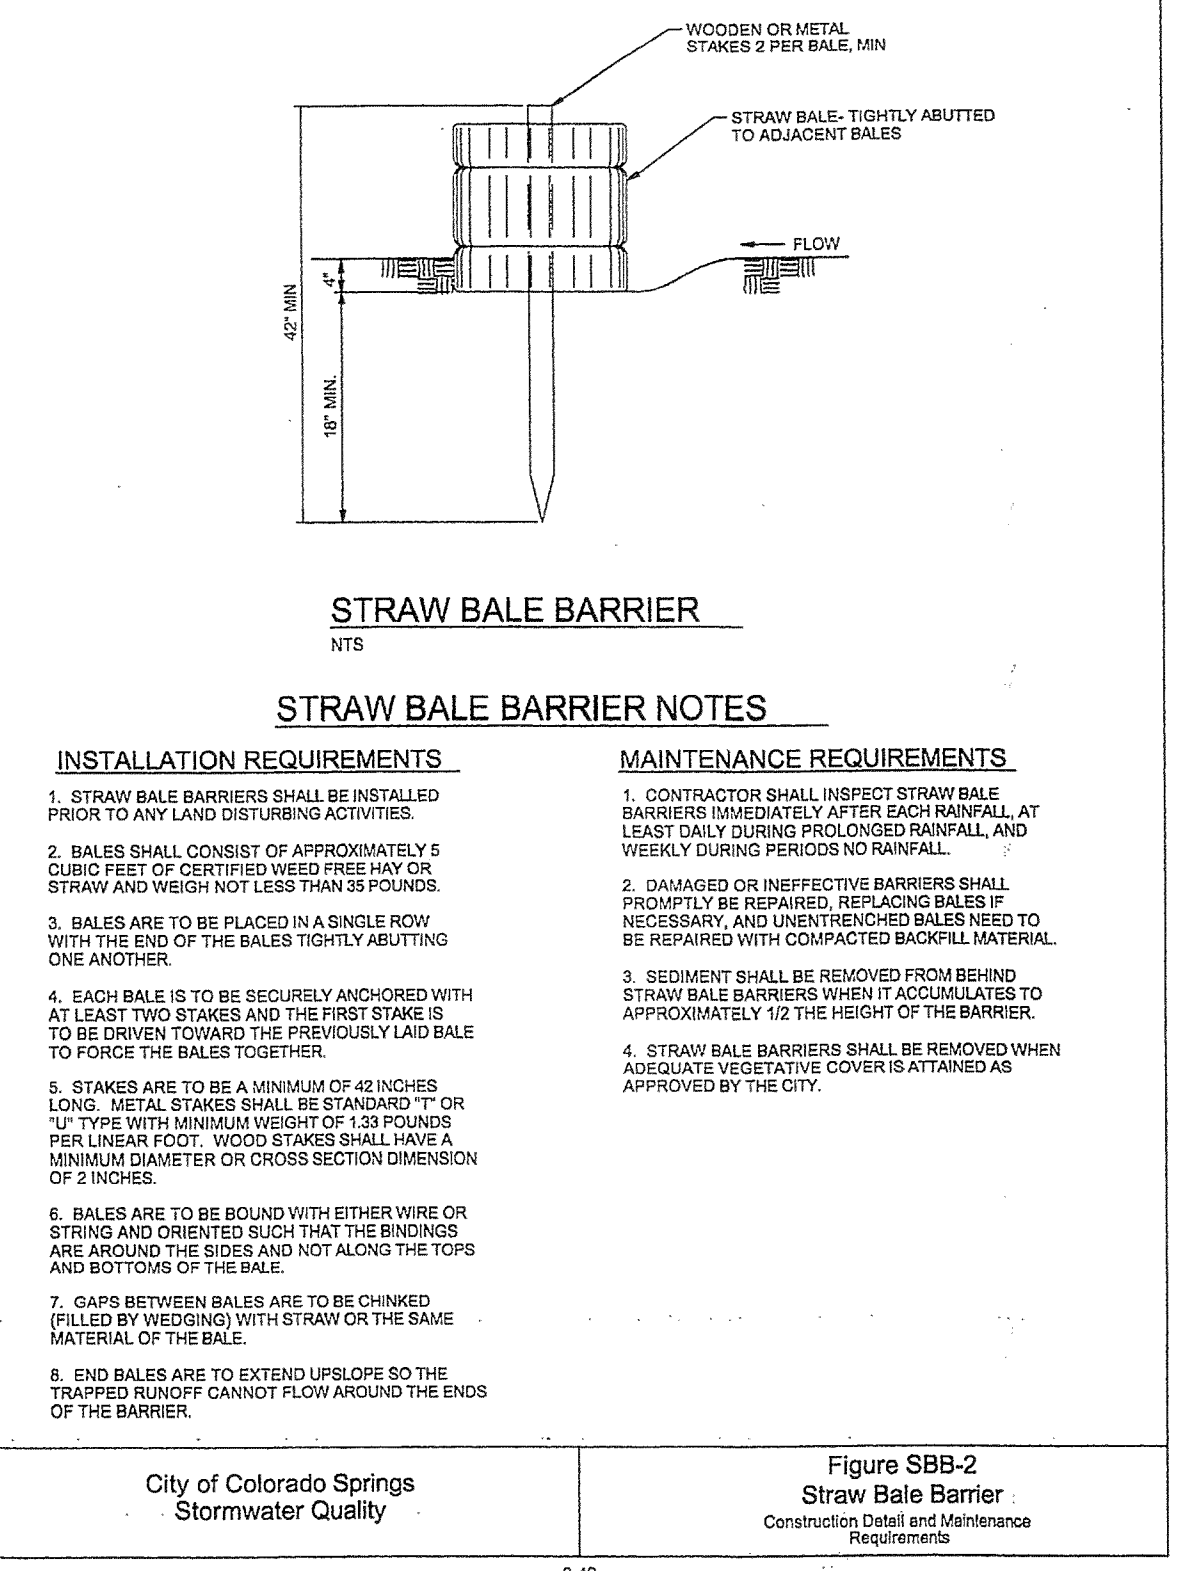 WOODEN OR METAL
STAKES 2 PER BALE, MIN
STRAW BALE- TIGHTLY ABUTTED
TO ADJACENT BALES
FLOW
4"
42" MIN
18" MIN.
STRAW BALE BARRIER
NTS
STRAW BALE BARRIER NOTES
INSTALLATION REQUIREMENTS
1. STRAW BALE BARRIERS SHALL BE INSTALLED
PRIOR TO ANY LAND DISTURBING ACTIVITIES.
2. BALES SHALL CONSIST OF APPROXIMATELY 5
CUBIC FEET OF CERTIFIED WEED FREE HAY OR
STRAW AND WEIGH NOT LESS THAN 35 POUNDS.
3. BALES ARE TO BE PLACED IN A SINGLE ROW
WITH THE END OF THE BALES TIGHTLY ABUTTING
ONE ANOTHER.
4. EACH BALE IS TO BE SECURELY ANCHORED WITH
AT LEAST TWO STAKES AND THE FIRST STAKE IS
TO BE DRIVEN TOWARD THE PREVIOUSLY LAID BALE
TO FORCE THE BALES TOGETHER.
5. STAKES ARE TO BE A MINIMUM OF 42 INCHES
LONG. METAL STAKES SHALL BE STANDARD "T" OR
"U" TYPE WITH MINIMUM WEIGHT OF 1.33 POUNDS
PER LINEAR FOOT. WOOD STAKES SHALL HAVE A
MINIMUM DIAMETER OR CROSS SECTION DIMENSION
OF 2 INCHES.
6. BALES ARE TO BE BOUND WITH EITHER WIRE OR
STRING AND ORIENTED SUCH THAT THE BINDINGS
ARE AROUND THE SIDES AND NOT ALONG THE TOPS
AND BOTTOMS OF THE BALE.
7. GAPS BETWEEN BALES ARE TO BE CHINKED
(FILLED BY WEDGING) WITH STRAW OR THE SAME
MATERIAL OF THE BALE.
8. END BALES ARE TO EXTEND UPSLOPE SO THE
TRAPPED RUNOFF CANNOT FLOW AROUND THE ENDS
OF THE BARRIER.
MAINTENANCE REQUIREMENTS
1. CONTRACTOR SHALL INSPECT STRAW BALE
BARRIERS IMMEDIATELY AFTER EACH RAINFALL, AT
LEAST DAILY DURING PROLONGED RAINFALL, AND
WEEKLY DURING PERIODS NO RAINFALL.
2. DAMAGED OR INEFFECTIVE BARRIERS SHALL
PROMPTLY BE REPAIRED, REPLACING BALES IF
NECESSARY, AND UNENTRENCHED BALES NEED TO
BE REPAIRED WITH COMPACTED BACKFILL MATERIAL.
3. SEDIMENT SHALL BE REMOVED FROM BEHIND
STRAW BALE BARRIERS WHEN IT ACCUMULATES TO
APPROXIMATELY 1/2 THE HEIGHT OF THE BARRIER.
4. STRAW BALE BARRIERS SHALL BE REMOVED WHEN
ADEQUATE VEGETATIVE COVER IS ATTAINED AS
APPROVED BY THE CITY.
City of Colorado Springs
Stormwater Quality
Figure SBB-2
Straw Bale Barrier
Construction Detail and Maintenance
Requirements